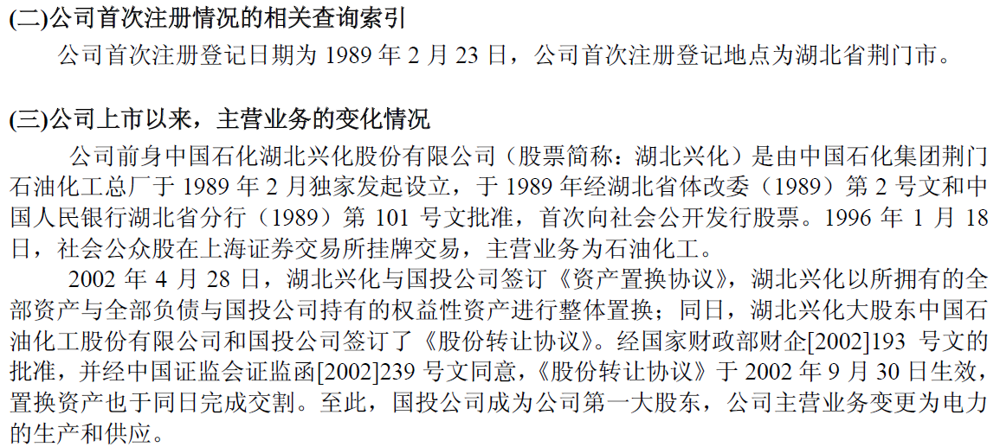 (二)公司首次注册情况的相关查询索引
公司首次注册登记日期为 1989 年 2 月 23 日，公司首次注册登记地点为湖北省荆门市。
(三)公司上市以来，主营业务的变化情况
公司前身中国石化湖北兴化股份有限公司（股票简称：湖北兴化）是由中国石化集团荆门
石油化工总厂于 1989 年 2 月独家发起设立，于 1989 年经湖北省体改委（1989）第 2 号文和中
国人民银行湖北省分行（1989）第 101 号文批准，首次向社会公开发行股票。1996 年 1 月 18
日，社会公众股在上海证券交易所挂牌交易，主营业务为石油化工。
2002 年 4 月 28 日，湖北兴化与国投公司签订《资产置换协议》，湖北兴化以所拥有的全
部资产与全部负债与国投公司持有的权益性资产进行整体置换；同日，湖北兴化大股东中国石
油化工股份有限公司和国投公司签订了《股份转让协议》。经国家财政部财企[2002]193 号文的
批准，并经中国证监会证监函[2002]239 号文同意，《股份转让协议》于 2002 年 9 月 30 日生效，
置换资产也于同日完成交割。至此，国投公司成为公司第一大股东，公司主营业务变更为电力
的生产和供应。